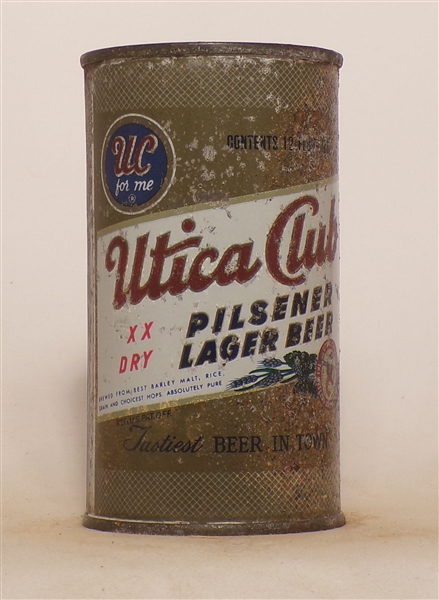 CONTENTS 12
UC
for me
Utica Club
XX
DRY
PILSENER
LAGER BEER
BREWED FROM BEST BARLEY MALT, RICE,
GRAIN AND CHOICEST HOPS. ABSOLUTELY PURE
Tastiest BEER IN TOWN